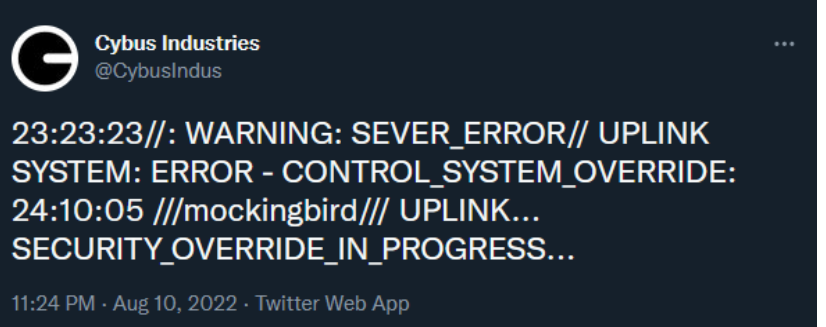 Cybus Industries
@CybusIndus
23:23:23//: WARNING: SEVER_ERROR// UPLINK
SYSTEM: ERROR - CONTROL_SYSTEM_OVERRIDE:
24:10:05 ///mockingbird/// UPLINK...
SECURITY_OVERRIDE_IN_PROGRESS...
11:24 PM · Aug 10, 2022 · Twitter Web App